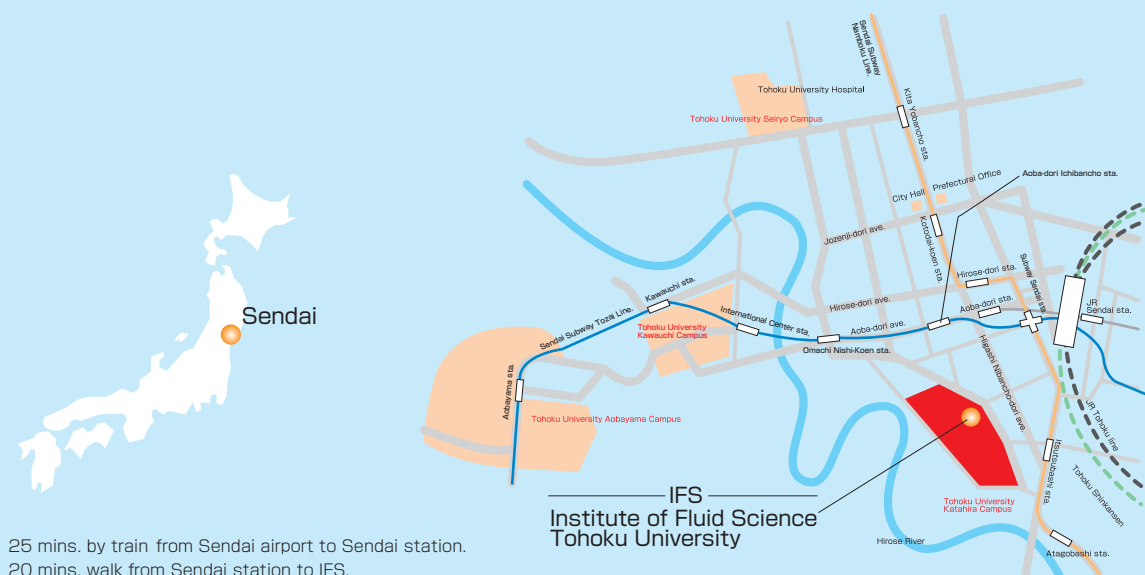 Sendai Subway
Namboku Line.
Tohoku University Hospital
Tohoku University Seiryo Campus
Kita Yobancho sta.
Aoba-dori Ichibancho sta.
City Hall
Prefectural Office
Jozenji-dori ave.
Kotodai-koen sta.
Hirose-dori sta.
Subway Sendai sta.
JR
Sendai sta.
Sendai
Kawauchi sta.
Sendai Subway Tozai Line.
Tohoku University
Kawauchi Campus
International Center sta.
Hirose-dori ave.
Aoba-dori sta.
Aoba-dori ave.
Omachi Nishi-Koen sta.
Higashi Nibancho-dori ave.
Aobayama sta.
Tohoku University Aobayama Campus
JR Tohoku line
Itsutsubashi sta.
Tohoku Shinkansen
IFS
Institute of Fluid Science
Tohoku University
Tohoku University
Katahira Campus
Hirose River
Atagobashi sta.
25 mins. by train from Sendai airport to Sendai station.
20 mins. walk from Sendai station to IFS.